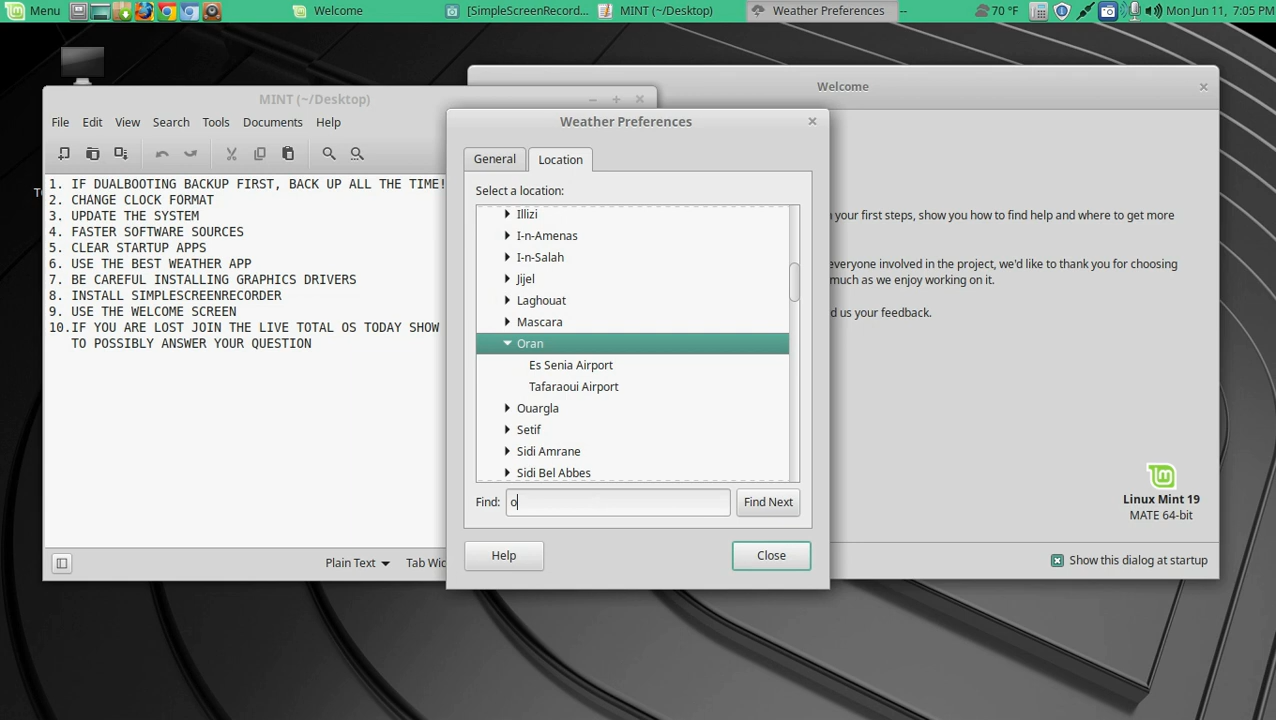 Menu
Welcome
[SimpleScreenRecord...
MINT (~/Desktop)
Weather Preferences
--
70 °F
Mon Jun 11, 7:05 PM
MINT (~/Desktop)
File Edit View Search Tools Documents Help
1. IF DUALBOOTING BACKUP FIRST, BACK UP ALL THE TIME!
2. CHANGE CLOCK FORMAT
3. UPDATE THE SYSTEM
4. FASTER SOFTWARE SOURCES
5. CLEAR STARTUP APPS
6. USE THE BEST WEATHER APP
7. BE CAREFUL INSTALLING GRAPHICS DRIVERS
8. INSTALL SIMPLESCREENRECORDER
9. USE THE WELCOME SCREEN
10.IF YOU ARE LOST JOIN THE LIVE TOTAL OS TODAY SHOW
TO POSSIBLY ANSWER YOUR QUESTION
Plain Text
Tab Wid
Weather Preferences
General Location
Select a location:
Illizi
I-n-Amenas
I-n-Salah
Jijel
Laghouat
Mascara
Oran
Es Senia Airport
Tafaraoui Airport
Ouargla
Setif
Sidi Amrane
Sidi Bel Abbes
Find: o Find Next
Help Close
Welcome
your first steps, show you how to find help and where to get more
everyone involved in the project, we'd like to thank you for choosing
much as we enjoy working on it.
d us your feedback.
Linux Mint 19
MATE 64-bit
Show this dialog at startup